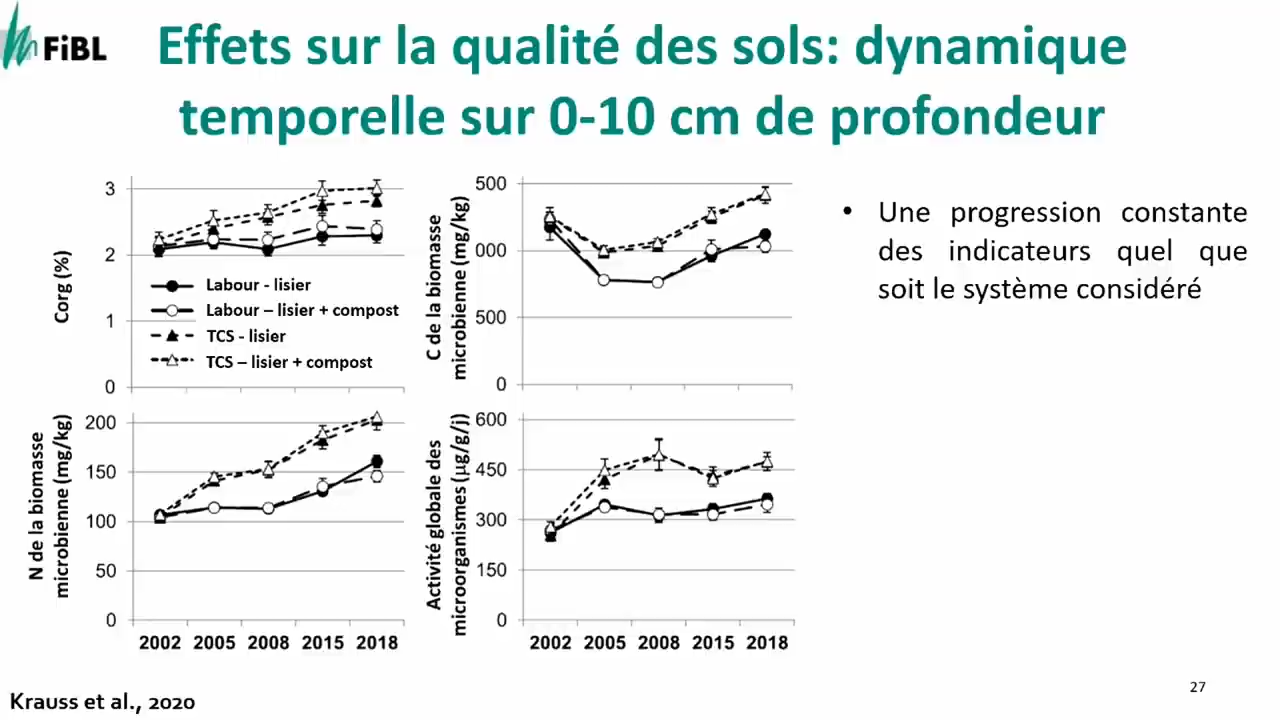 FiBL
Effets sur la qualité des sols: dynamique
temporelle sur 0-10 cm de profondeur
3
2
1
0
Corg (%)
Labour - lisier
Labour – lisier + compost
TCS - lisier
TCS – lisier + compost
500
000
500
0
C de la biomasse
microbienne (mg/kg)
• Une progression constante
des indicateurs quel que
soit le système considéré
200
150
100
50
0
N de la biomasse
microbienne (mg/kg)
2002 2005 2008 2015 2018
600
450
300
150
0
Activité globale des
microorganismes (µg/g/j)
2002 2005 2008 2015 2018
Krauss et al., 2020
27